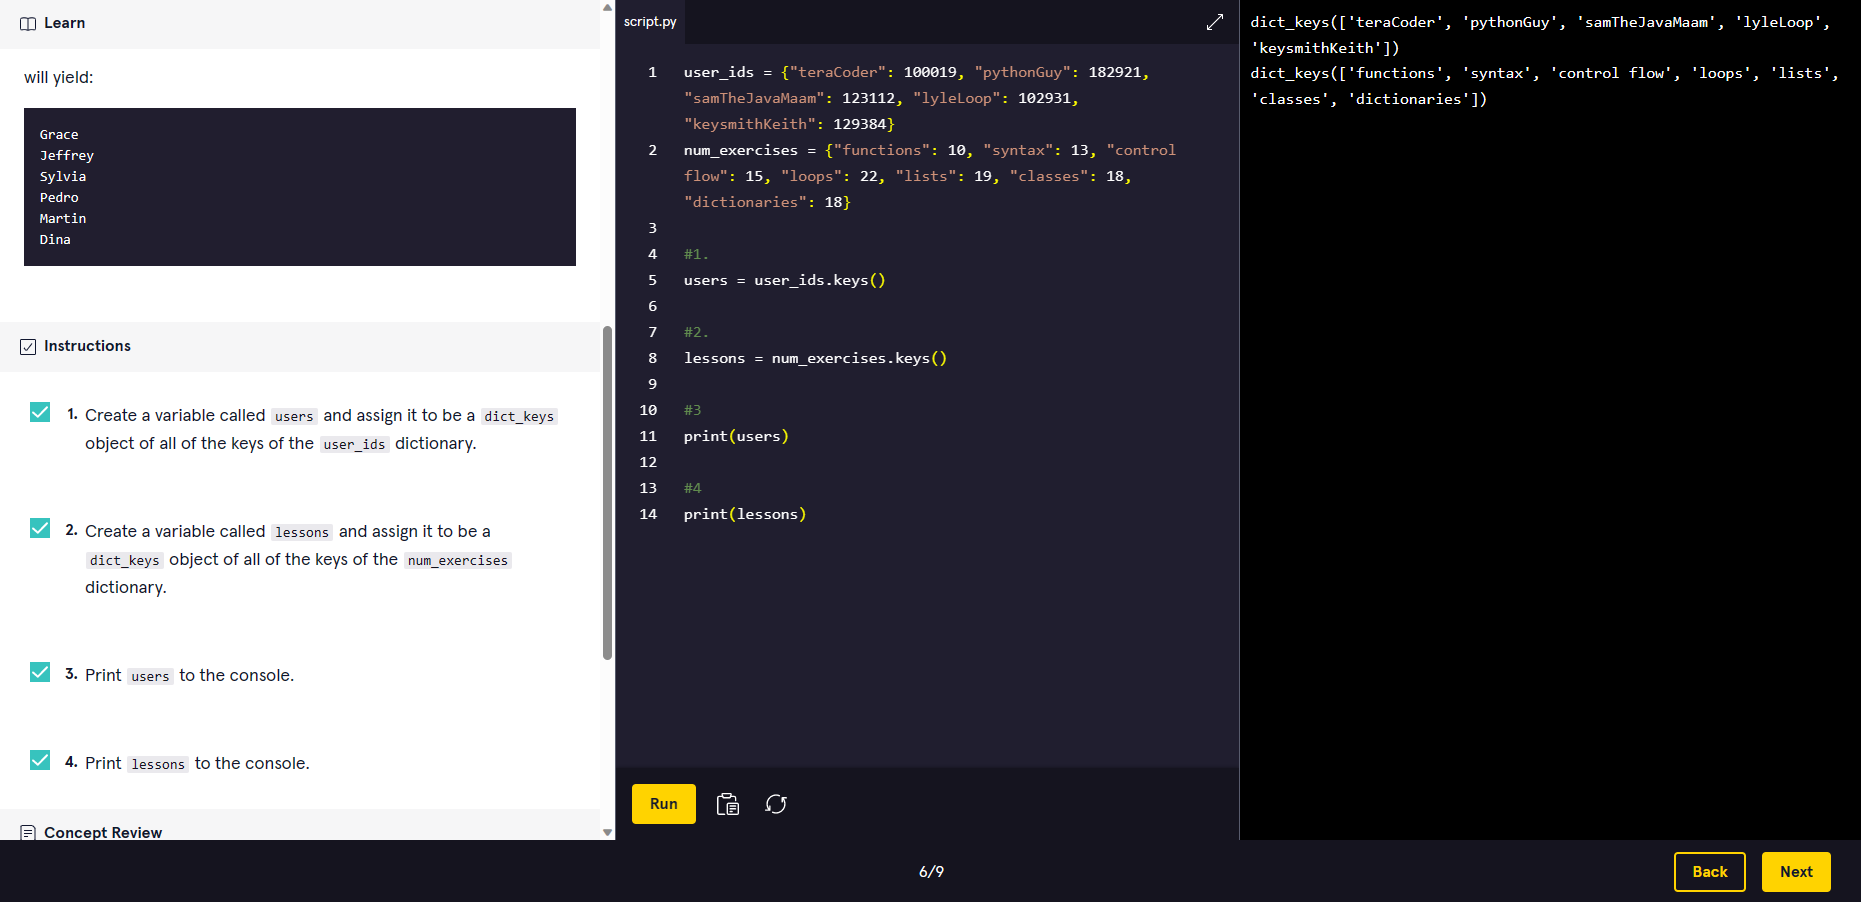 Learn
will yield:
Grace
Jeffrey
Sylvia
Pedro
Martin
Dina
Instructions
1. Create a variable called users and assign it to be a dict_keys
object of all of the keys of the user_ids dictionary.
2. Create a variable called lessons and assign it to be a
dict_keys object of all of the keys of the num_exercises
dictionary.
3. Print users to the console.
4. Print lessons to the console.
Concept Review
script.py
1 user_ids = {"teraCoder": 100019, "pythonGuy": 182921,
"samTheJavaMaam": 123112, "lyleLoop": 102931,
"keysmithKeith": 129384}
2 num_exercises = {"functions": 10, "syntax": 13, "control
flow": 15, "loops": 22, "lists": 19, "classes": 18,
"dictionaries": 18}
3
4 #1.
5 users = user_ids.keys()
6
7 #2.
8 lessons = num_exercises.keys()
9
10 #3
11 print(users)
12
13 #4
14 print(lessons)
Run
dict_keys(['teraCoder', 'pythonGuy', 'samTheJavaMaam', 'lyleLoop',
'keysmithKeith'])
dict_keys(['functions', 'syntax', 'control flow', 'loops', 'lists',
'classes', 'dictionaries'])
6/9
Back
Next